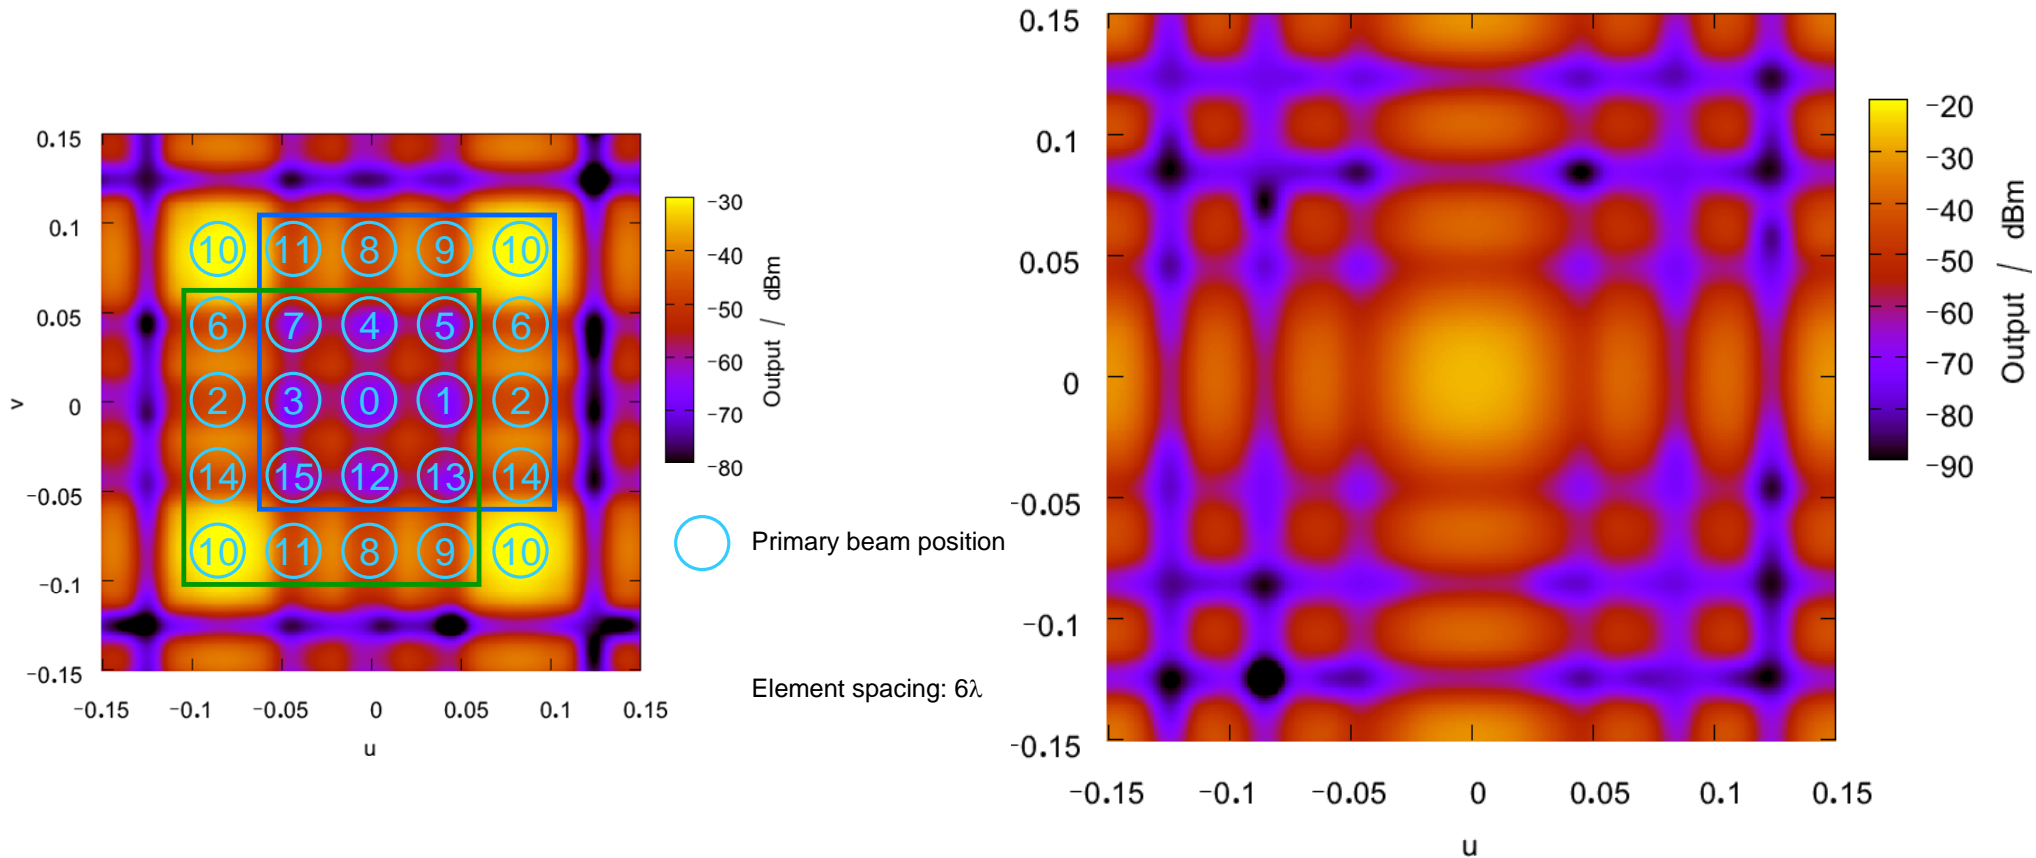 0.15
0.1
0.05
0
−0.05
−0.1
−0.15
v
−0.15 −0.1 −0.05 0 0.05 0.1 0.15
u
10 11 8 9 10
6 7 4 5 6
2 3 0 1 2
14 15 12 13 14
10 11 8 9 10
−30
−40
−50
−60
−70
−80
Output / dBm
Primary beam position
Element spacing: 6λ
0.15
0.1
0.05
0
-0.05
−0.1
-0.15
−0.15 −0.1 −0.05 0 0.05 0.1 0.15
u
−20
−30
−40
−50
−60
−70
−80
−90
Output / dBm